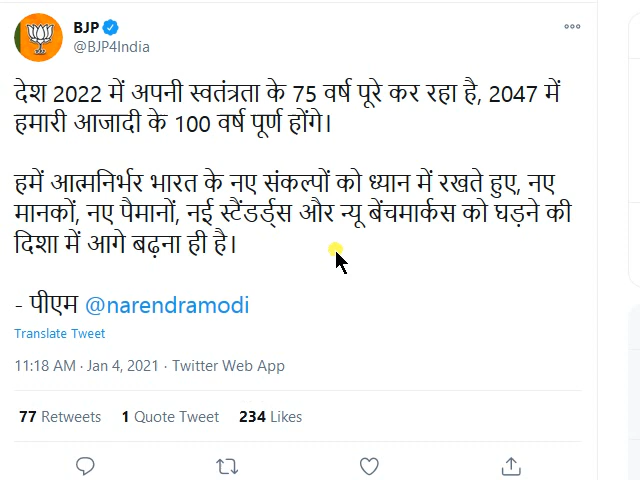 BJP
@BJP4India
देश 2022 में अपनी स्वतंत्रता के 75 वर्ष पूरे कर रहा है, 2047 में
हमारी आजादी के 100 वर्ष पूर्ण होंगे।
हमें आत्मनिर्भर भारत के नए संकल्पों को ध्यान में रखते हुए, नए
मानकों, नए पैमानों, नई स्टैंडर्ड्स और न्यू बेंचमार्कस को घड़ने की
दिशा में आगे बढ़ना ही है।
- पीएम @narendramodi
Translate Tweet
11:18 AM · Jan 4, 2021 · Twitter Web App
77 Retweets 1 Quote Tweet 234 Likes